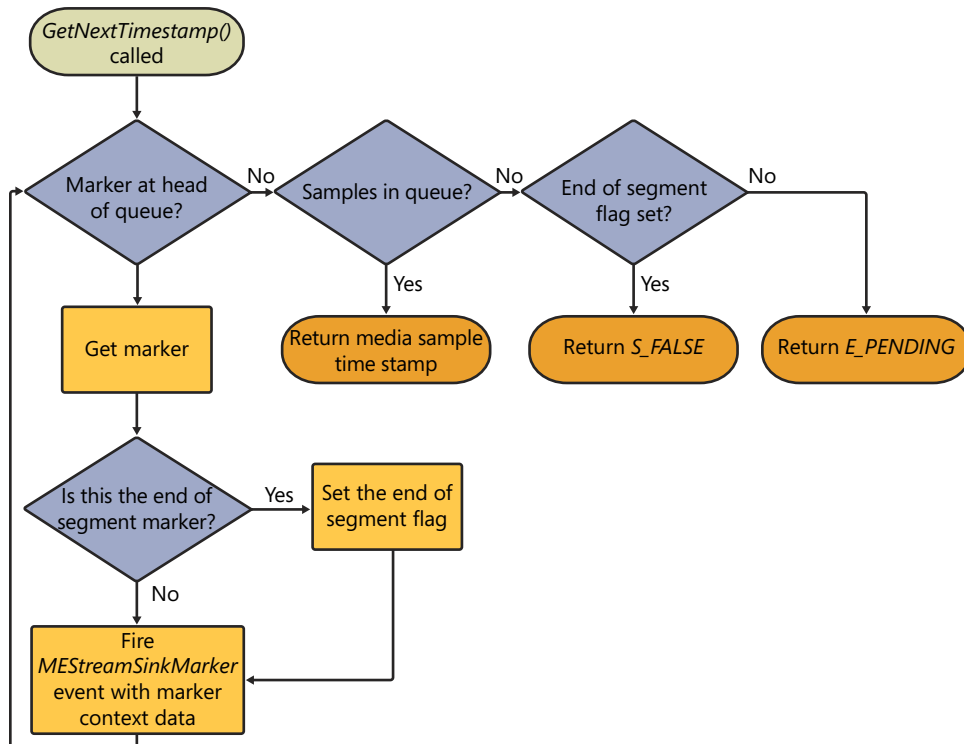 GetNextTimestamp()
called
Marker at head
of queue?
No
Samples in queue?
No
End of segment
flag set?
No
Yes
Yes
Get marker
Return media sample
time stamp
Return S_FALSE
Return E_PENDING
Is this the end of
segment marker?
Yes
Set the end of
segment flag
No
Fire
MEStreamSinkMarker
event with marker
context data